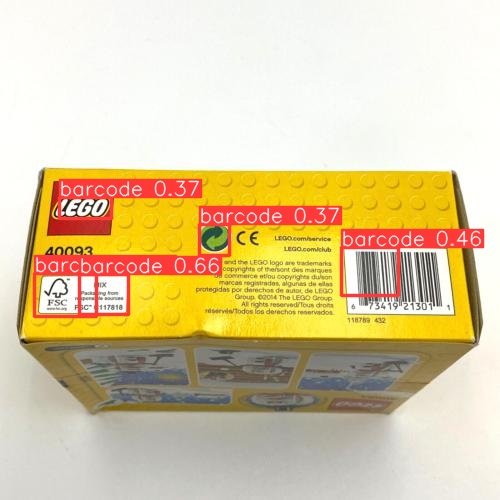 barcode 0.37
LEGO
barcode 0.37
40093
CE
LEGO.com/service
LEGO.com/club
barcode 0.46
barcode 0.66
and the LEGO logo are trademarks
copyrights of the/sont des marques
commerce et/ou copyrights du/son
registradas, algunas de ellas
protegidas por derechos de autor, de LEGO
Group. ©2014 The LEGO Group.
All rights reserved/Tous droits
réservés/Todos los derechos reservados.
FSC
MIX
Packaging from
responsible sources
FSC® C117818
6 73419 21301 1
118789 432